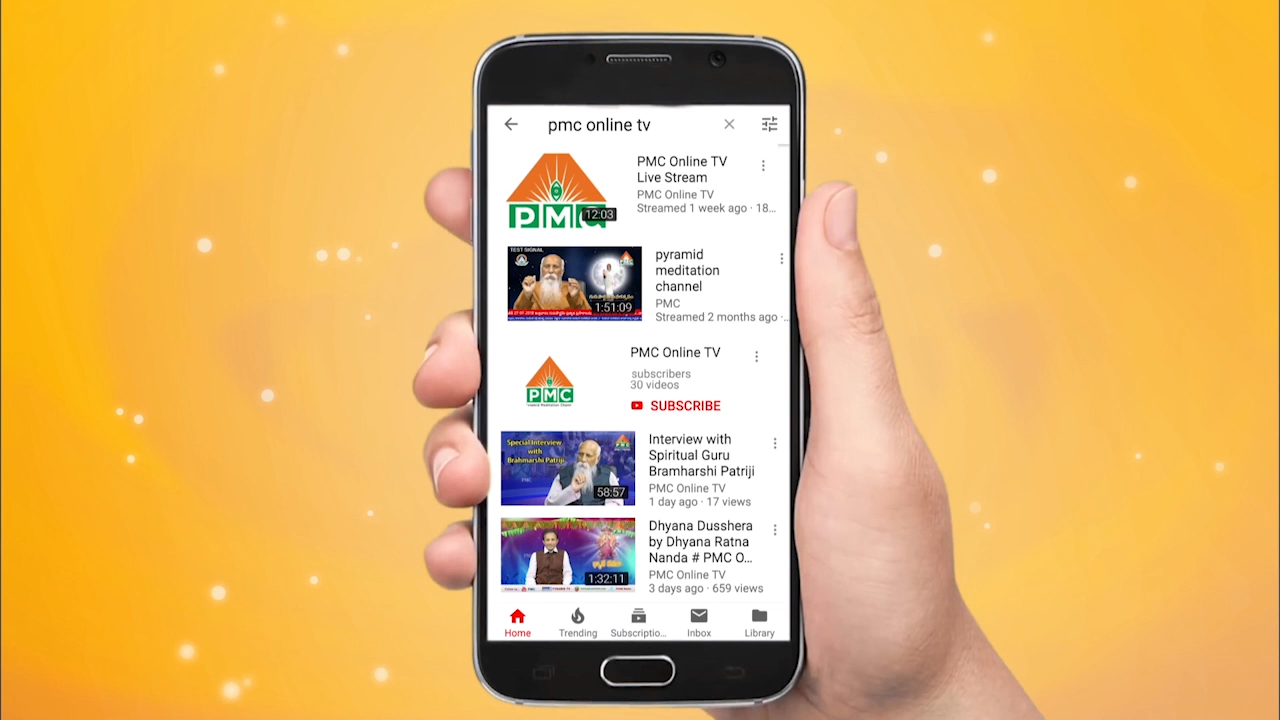 pmc online tv
PMC Online TV
Live Stream
PMC Online TV
Streamed 1 week ago · 18...
PMC
12:03
pyramid
meditation
channel
PMC
Streamed 2 months ago · ..
TEST SIGNAL
PMC
1:51:09
PMC Online TV
subscribers
30 videos
SUBSCRIBE
PMC
Interview with
Spiritual Guru
Bramharshi Patriji
PMC Online TV
1 day ago · 17 views
Special Interview
with
Brahmarshi Patriji
PMC
58:57
Dhyana Dusshera
by Dhyana Ratna
Nanda # PMC O...
PMC Online TV
3 days ago · 659 views
1:32:11
Home
Trending
Subscriptio...
Inbox
Library